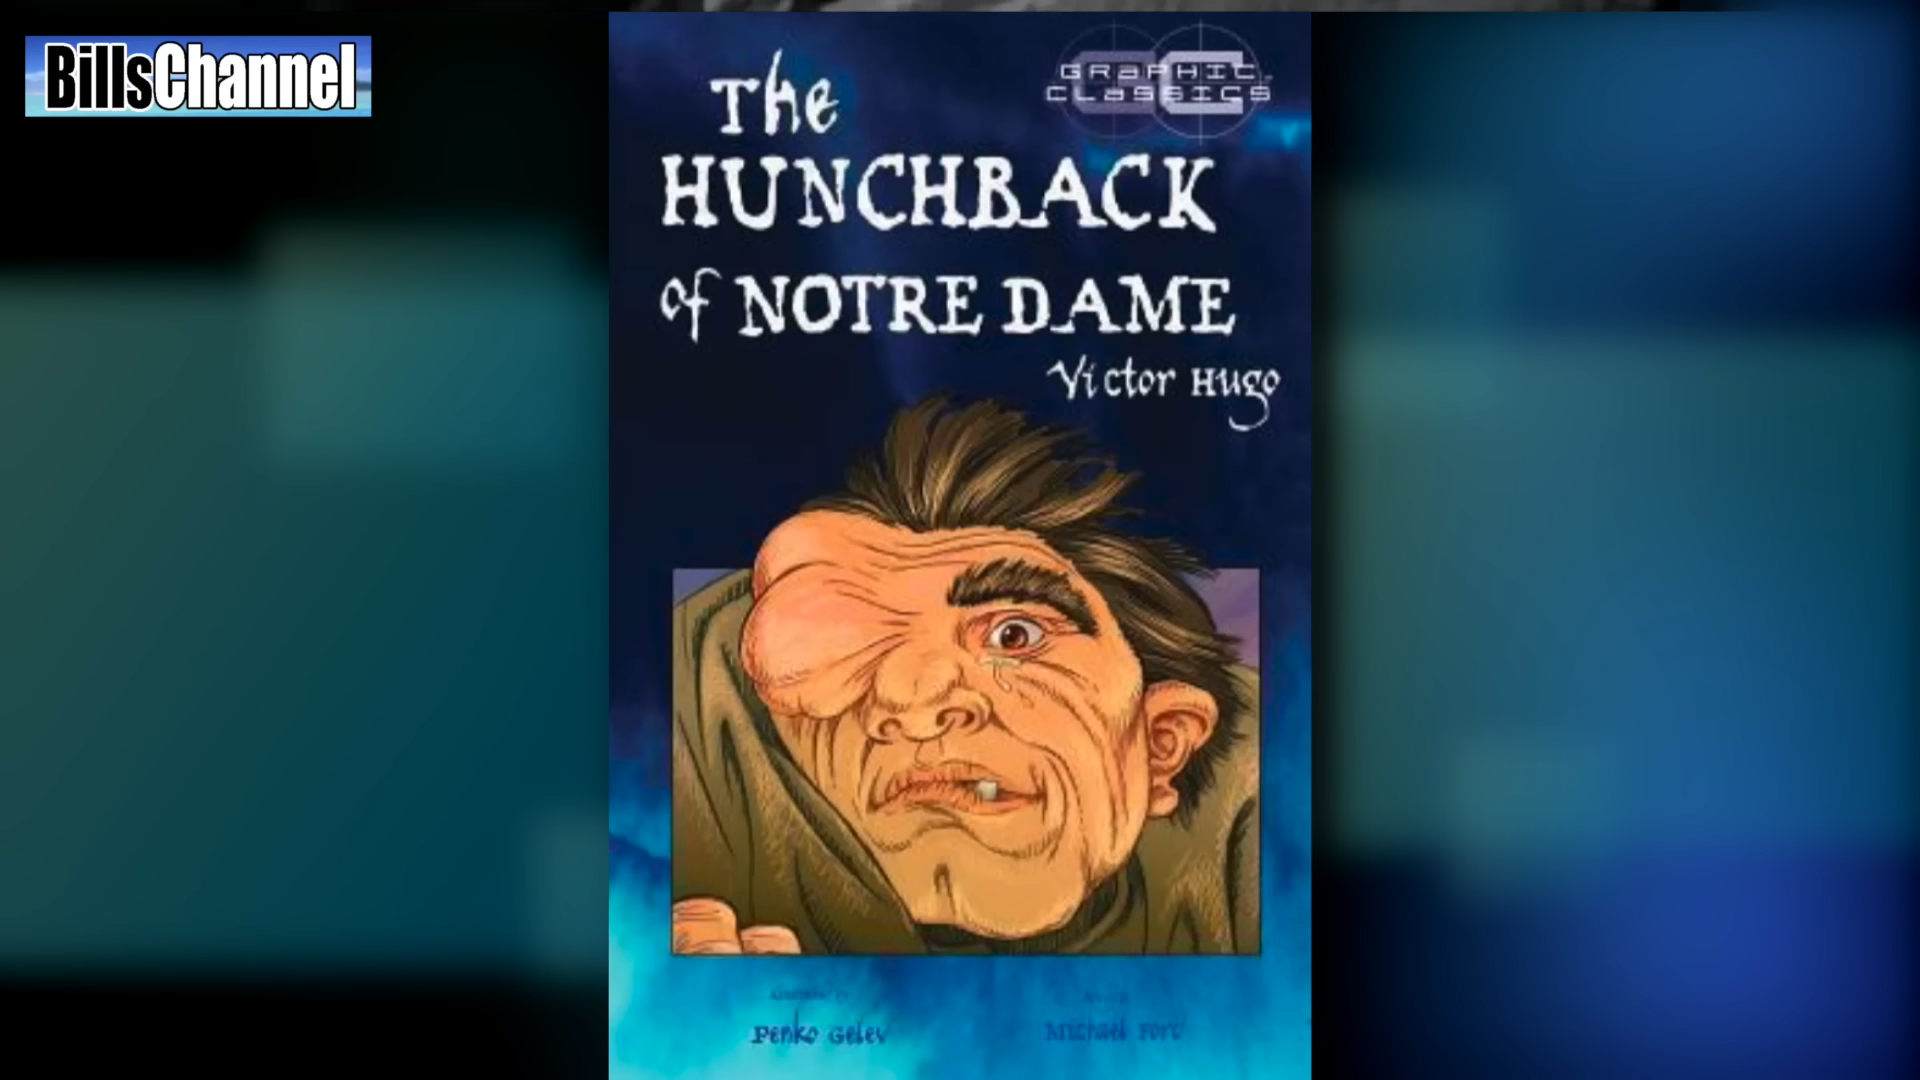 BillsChannel
GRAPHIC
CLASSICS
The
HUNCHBACK
of NOTRE DAME
Victor Hugo
Penko Gelev
Michael Ford